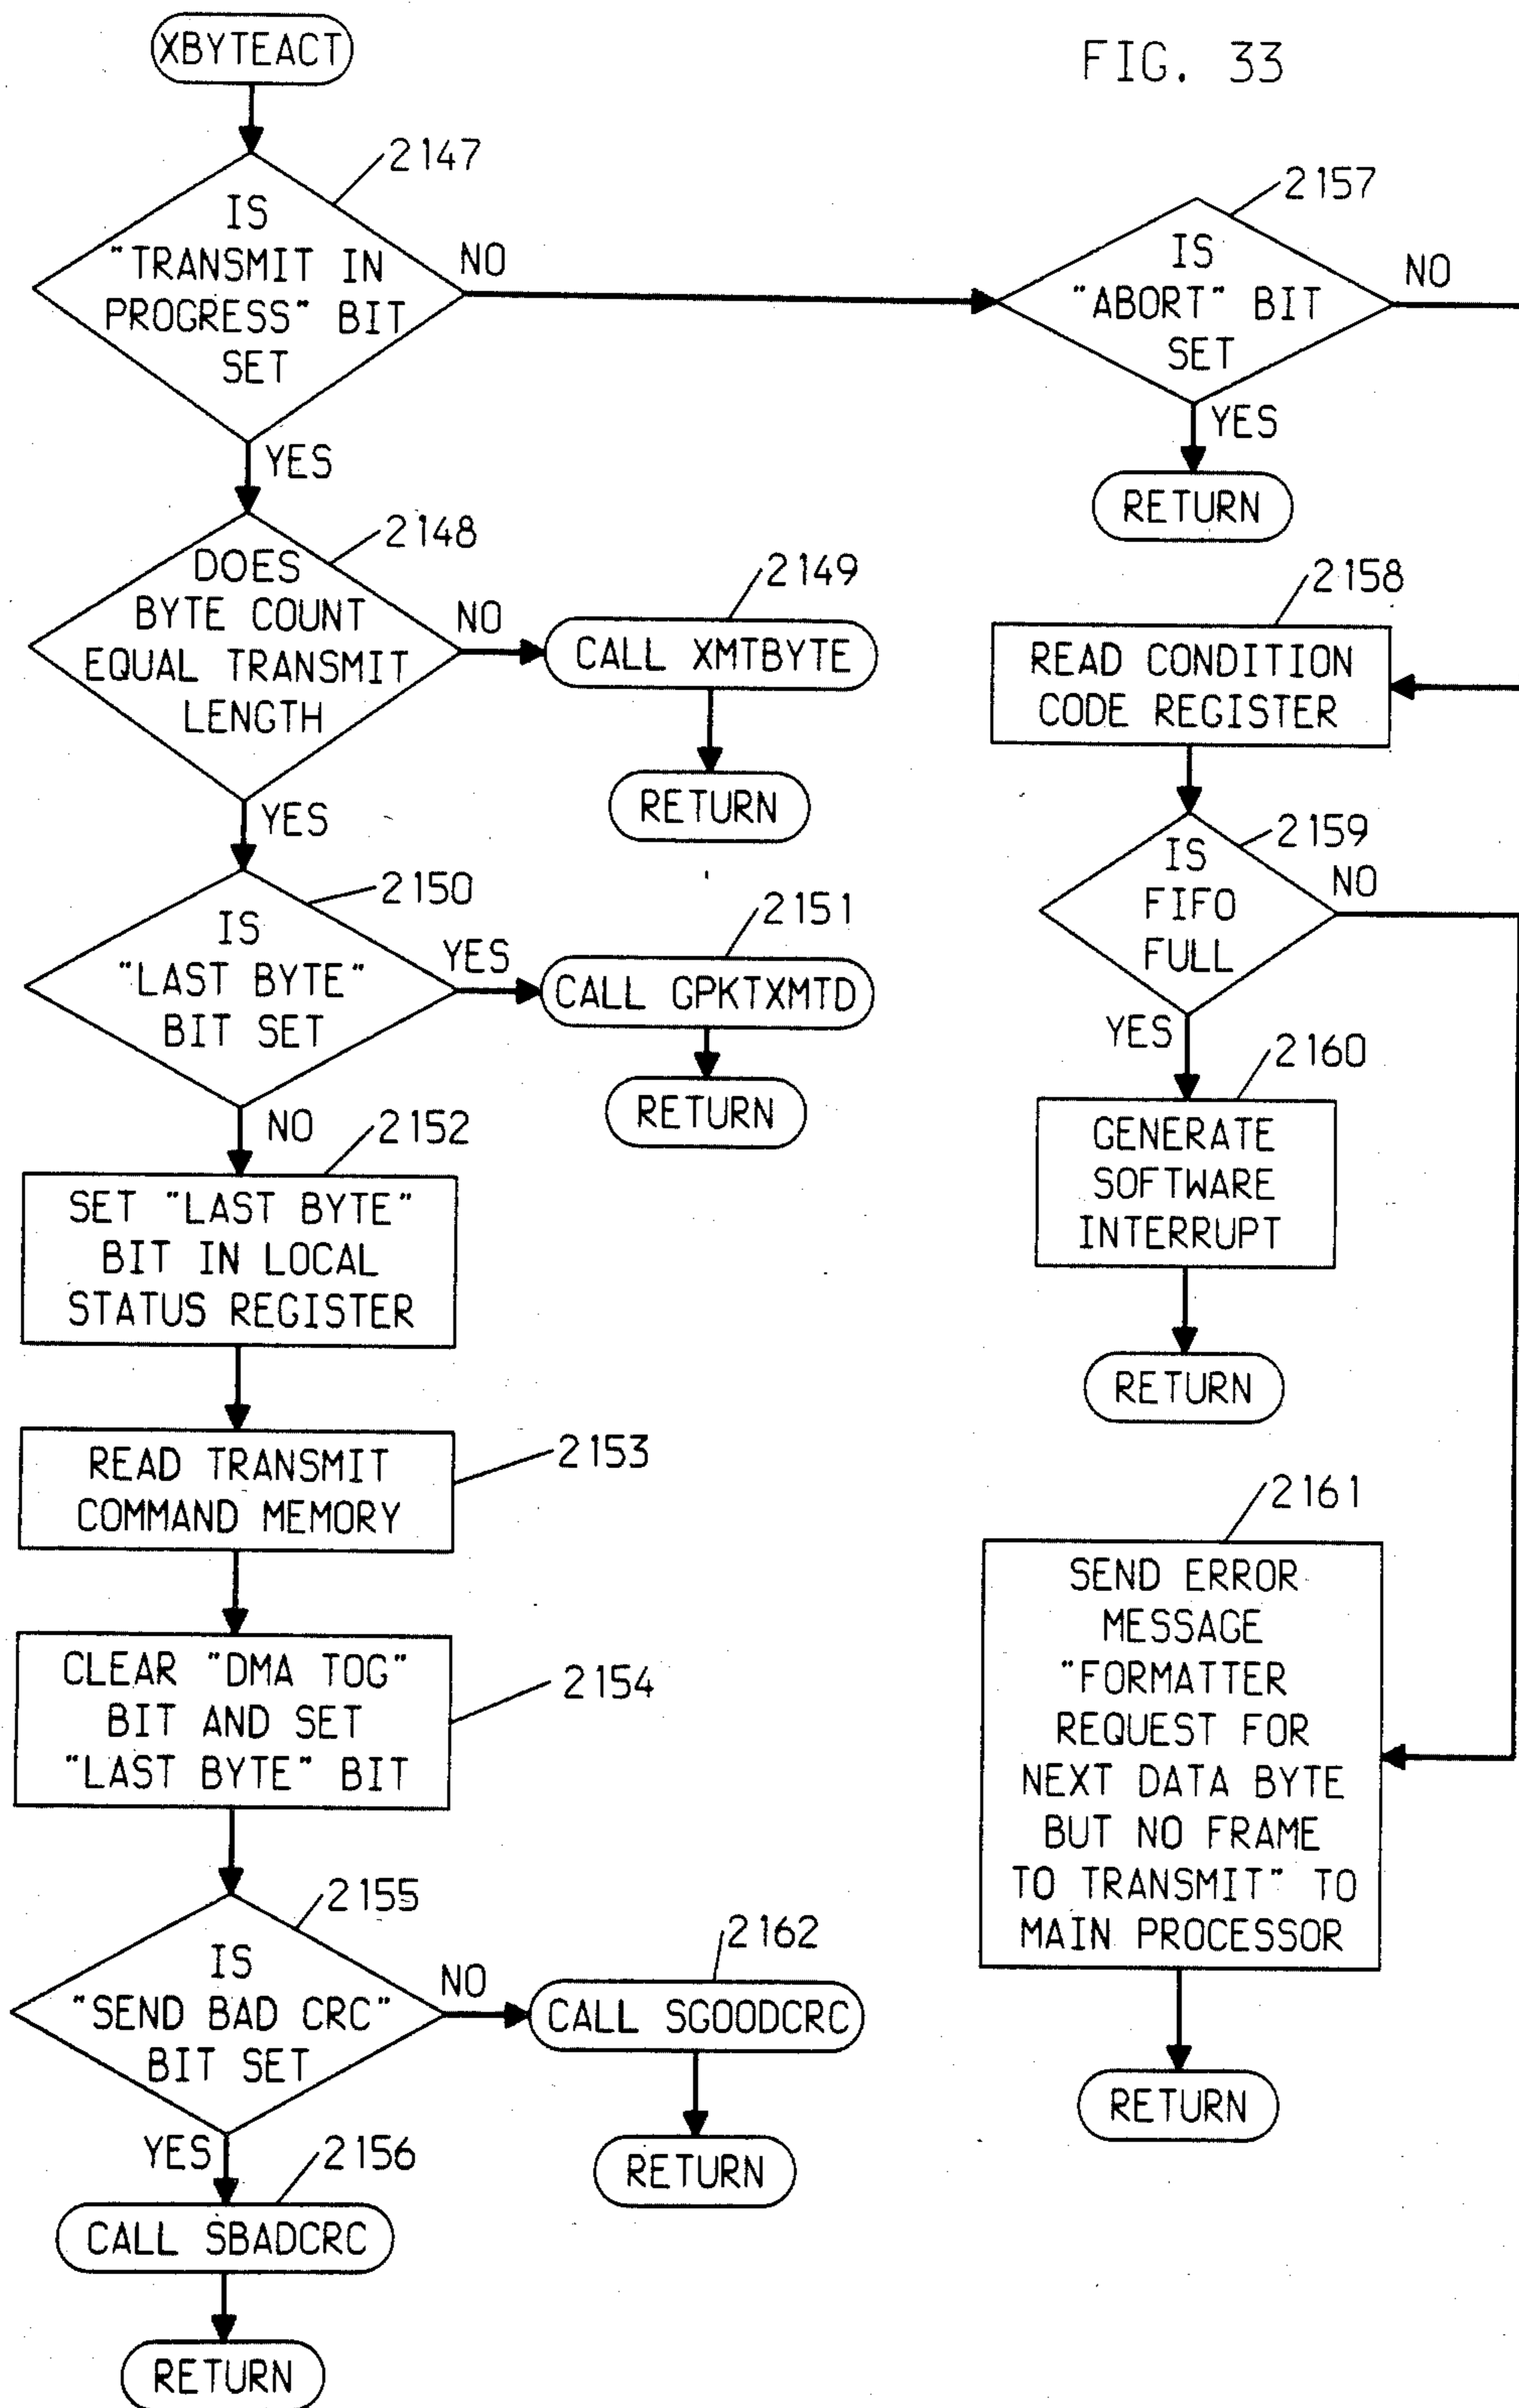 XBYTEACT
FIG. 33
2147
IS
"TRANSMIT IN
PROGRESS" BIT
SET
NO
YES
2148
DOES
BYTE COUNT
EQUAL TRANSMIT
LENGTH
NO
2149
CALL XMTBYTE
RETURN
YES
2150
IS
"LAST BYTE"
BIT SET
YES
2151
CALL GPKTXMTD
RETURN
NO
2152
SET "LAST BYTE"
BIT IN LOCAL
STATUS REGISTER
2153
READ TRANSMIT
COMMAND MEMORY
2154
CLEAR "DMA TOG"
BIT AND SET
"LAST BYTE" BIT
2155
IS
"SEND BAD CRC"
BIT SET
NO
2162
CALL SGOODCRC
RETURN
YES
2156
CALL SBADCRC
RETURN
2157
IS
"ABORT" BIT
SET
NO
YES
RETURN
2158
READ CONDITION
CODE REGISTER
2159
IS
FIFO
FULL
NO
YES
2160
GENERATE
SOFTWARE
INTERRUPT
RETURN
2161
SEND ERROR
MESSAGE
"FORMATTER
REQUEST FOR
NEXT DATA BYTE
BUT NO FRAME
TO TRANSMIT" TO
MAIN PROCESSOR
RETURN